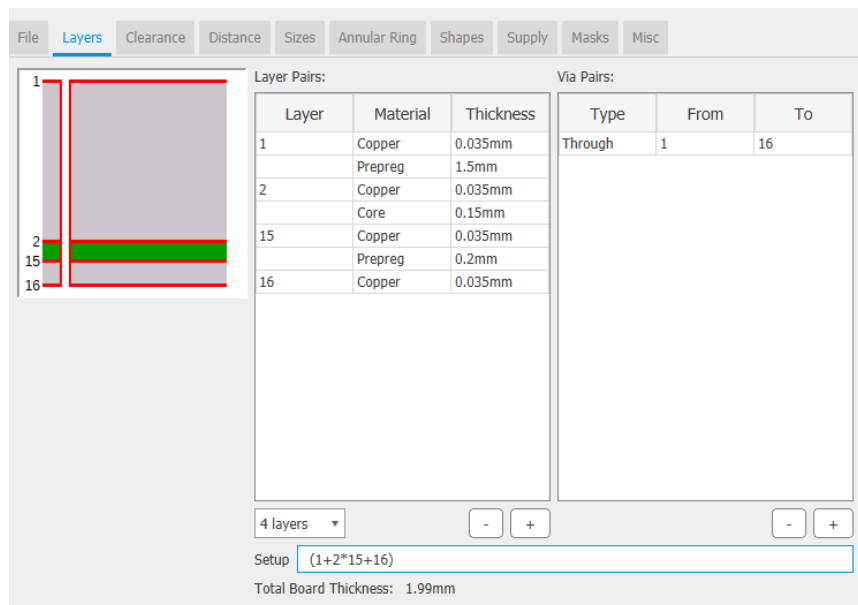 File Layers Clearance Distance Sizes Annular Ring Shapes Supply Masks Misc
Layer Pairs: Via Pairs:
1
2
15
16
Layer Material Thickness
1 Copper 0.035mm
Prepreg 1.5mm
2 Copper 0.035mm
Core 0.15mm
15 Copper 0.035mm
Prepreg 0.2mm
16 Copper 0.035mm
Type From To
Through 1 16
4 layers - +
- +
Setup (1+2*15+16)
Total Board Thickness: 1.99mm